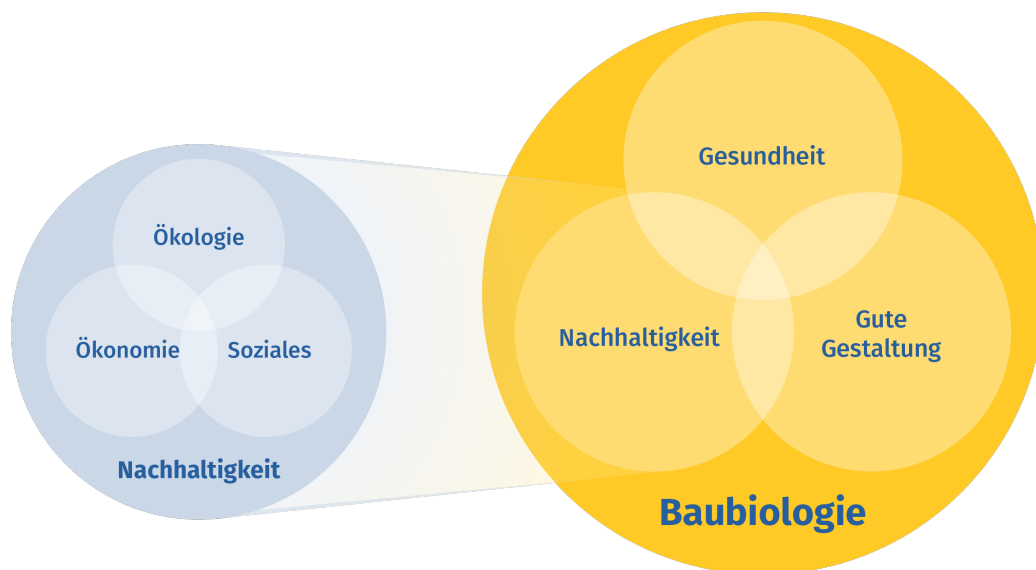 Ökologie
Ökonomie
Soziales
Nachhaltigkeit
Gesundheit
Nachhaltigkeit
Gute
Gestaltung
Baubiologie